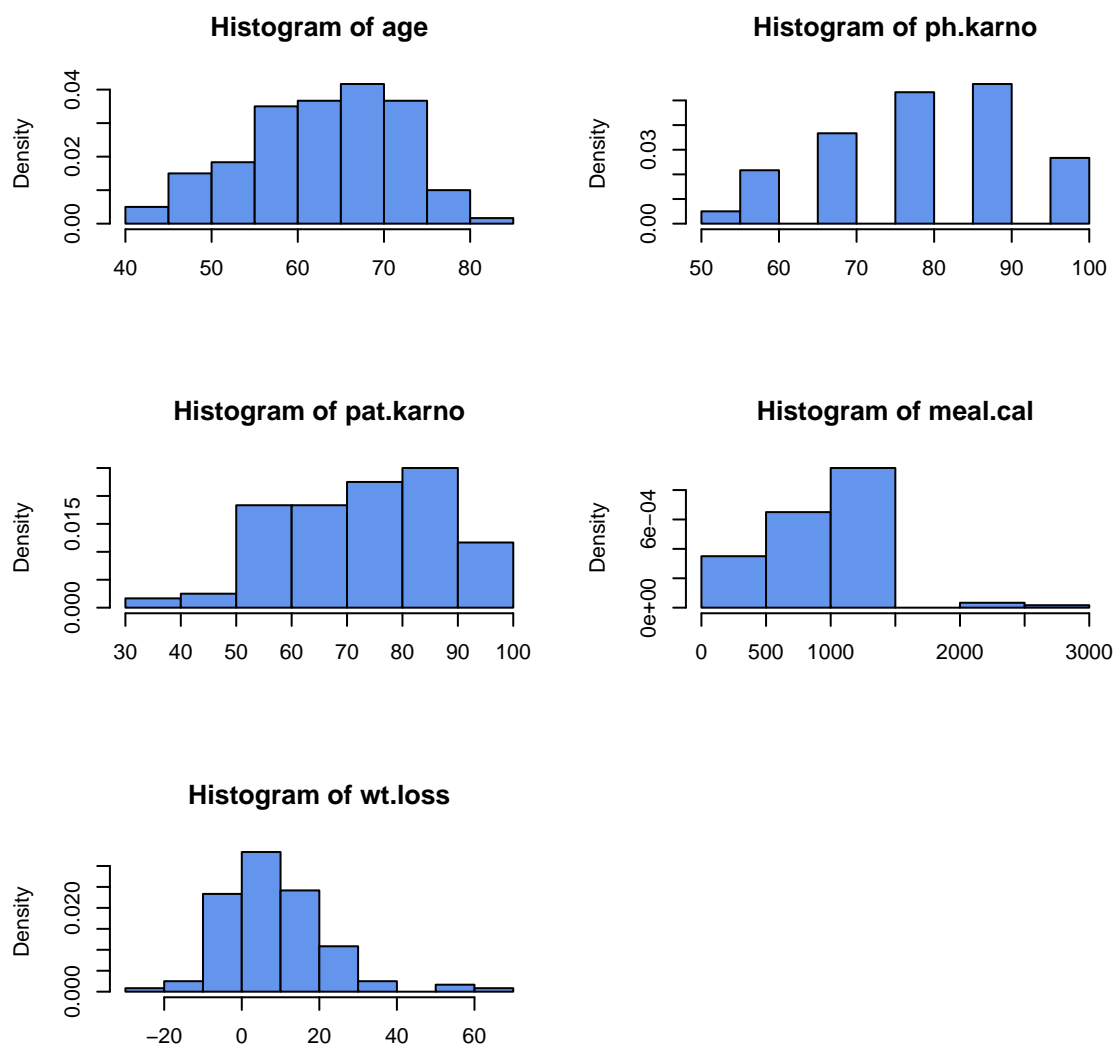 Histogram of age
Density
0.00 0.02 0.04
40 50 60 70 80
Histogram of ph.karno
Density
0.00 0.03
50 60 70 80 90 100
Histogram of pat.karno
Density
0.000 0.015
30 40 50 60 70 80 90 100
Histogram of meal.cal
Density
0e+00 6e−04
0 500 1000 2000 3000
Histogram of wt.loss
Density
0.000 0.020
−20 0 20 40 60